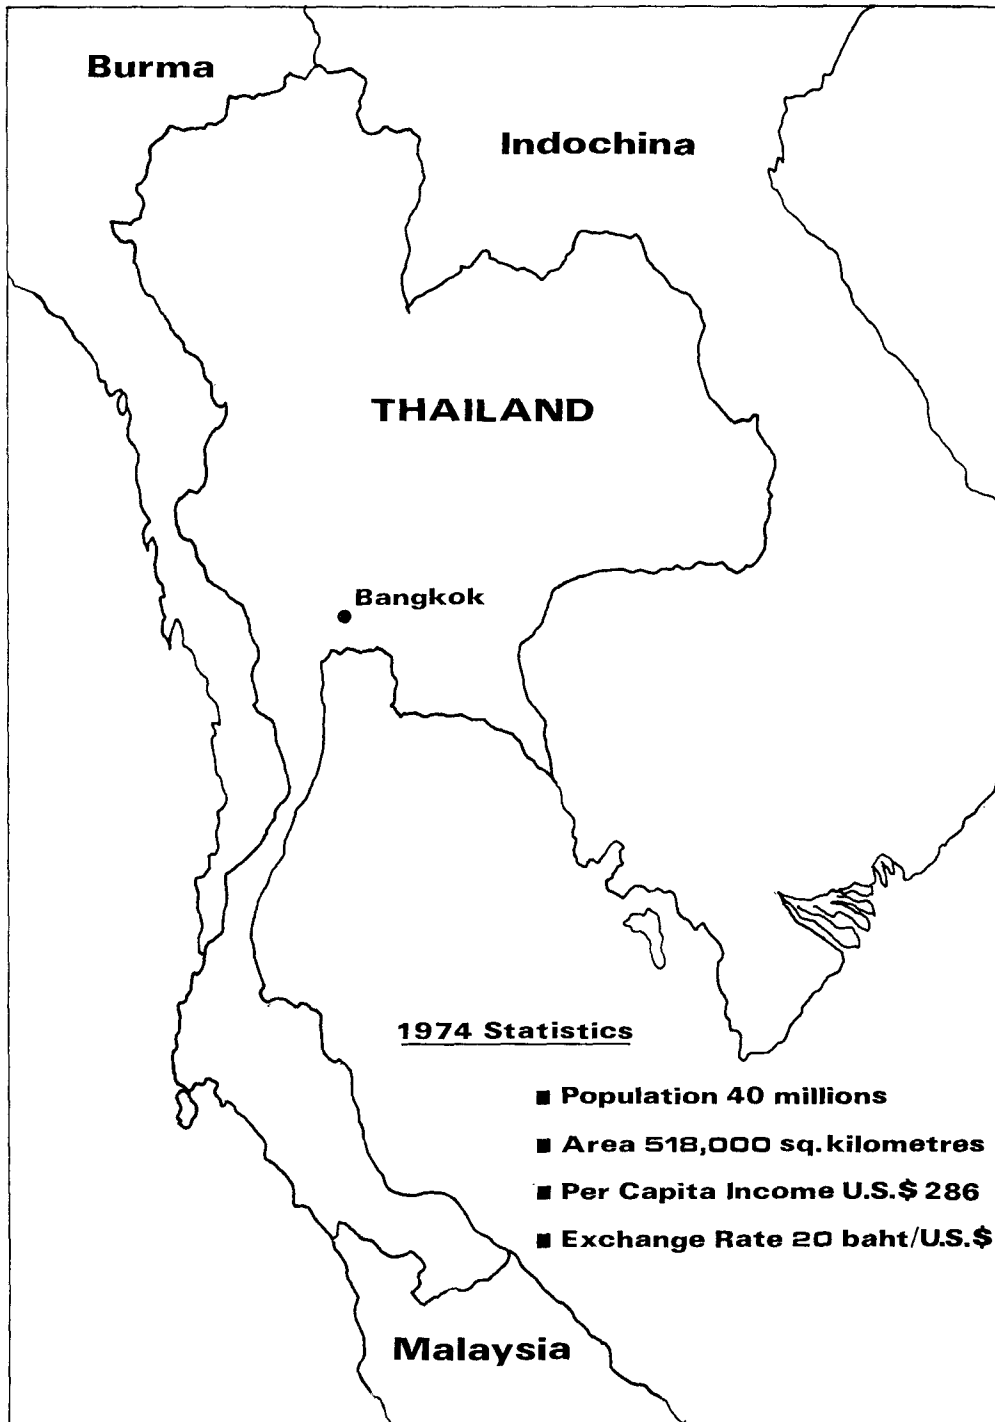 Burma
Indochina
THAILAND
Bangkok
1974 Statistics
■ Population 40 millions
■ Area 518,000 sq.kilometres
■ Per Capita Income U.S.$ 286
■ Exchange Rate 20 baht/U.S.$
Malaysia